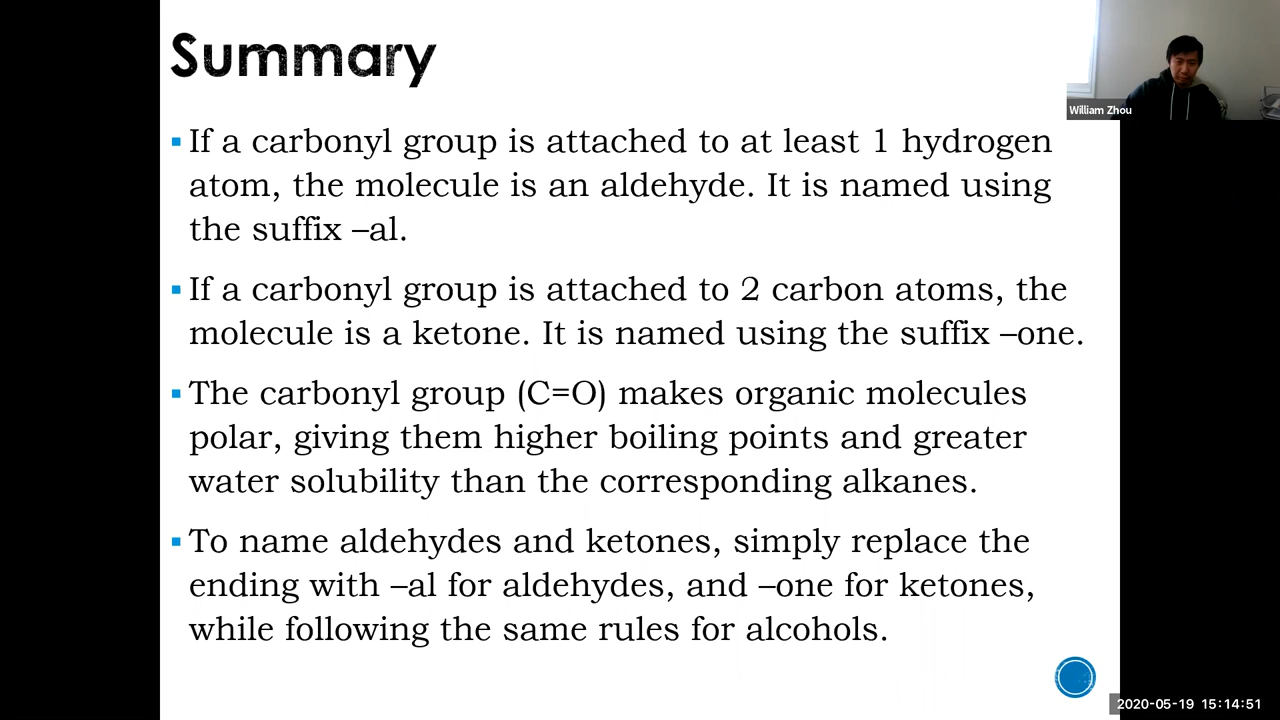 Summary
William Zhou
If a carbonyl group is attached to at least 1 hydrogen
atom, the molecule is an aldehyde. It is named using
the suffix –al.
If a carbonyl group is attached to 2 carbon atoms, the
molecule is a ketone. It is named using the suffix –one.
The carbonyl group (C=O) makes organic molecules
polar, giving them higher boiling points and greater
water solubility than the corresponding alkanes.
To name aldehydes and ketones, simply replace the
ending with –al for aldehydes, and –one for ketones,
while following the same rules for alcohols.
2020-05-19 15:14:51